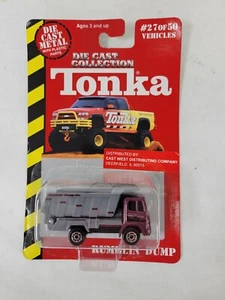 DIE CAST
METAL
WITH PLASTIC
PARTS
Ages 3 and up
#27 OF 50
VEHICLES
DIE CAST
COLLECTION
Tonka
Tonka
DISTRIBUTED BY
EAST WEST DISTRIBUTING COMPANY
DEERFIELD, IL 60015
RUMBLIN DUMP